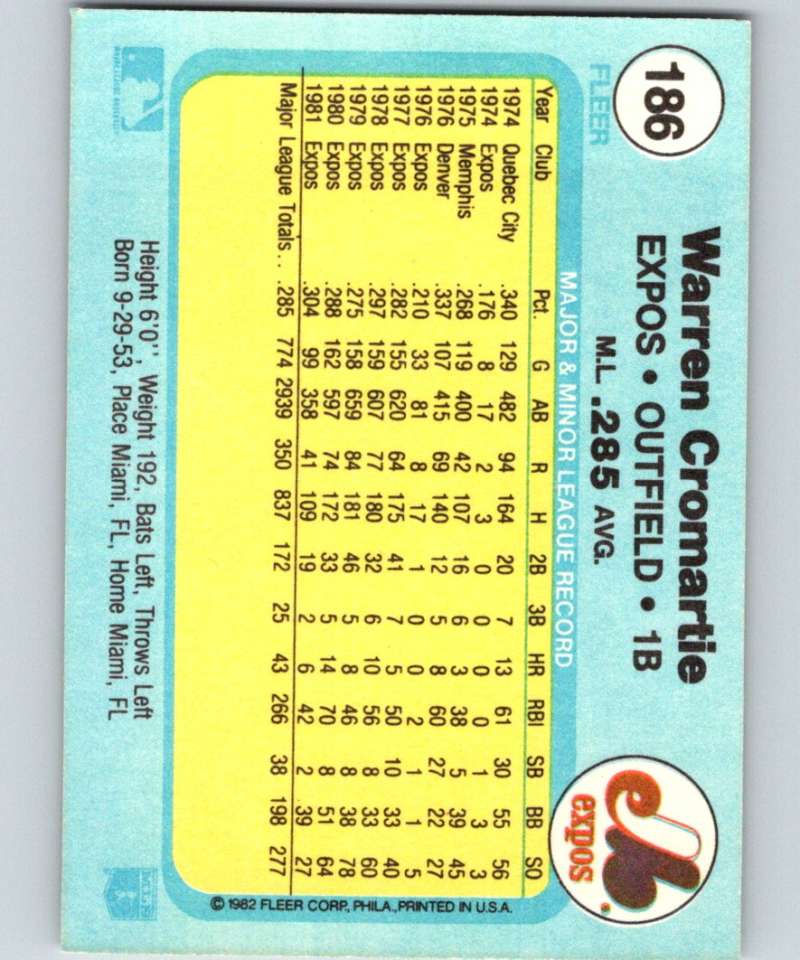 186
FLEER
Warren Cromartie
EXPOS • OUTFIELD • 1B
M.L. .285 AVG.
expos
MAJOR & MINOR LEAGUE RECORD
Year Club Pct. G AB R H 2B 3B HR RBI SB BB SO
1974 Quebec City .340 129 482 94 164 20 7 13 61 30 55 56
1974 Expos .176 8 17 2 3 0 0 0 0 1 3 3
1975 Memphis .268 119 400 42 107 16 6 3 38 5 39 45
1976 Denver .337 107 415 69 140 12 5 8 60 27 22 27
1976 Expos .210 33 81 8 17 1 0 0 2 1 1 5
1977 Expos .282 155 620 64 175 41 7 5 50 10 33 40
1978 Expos .297 159 607 77 180 32 6 10 56 8 33 60
1979 Expos .275 158 659 84 181 46 5 8 46 8 38 78
1980 Expos .288 162 597 74 172 33 5 14 70 8 51 64
1981 Expos .304 99 358 41 109 19 2 6 42 2 39 27
Major League Totals.. .285 774 2939 350 837 172 25 43 266 38 198 277
© 1982 FLEER CORP., PHILA., PRINTED IN U.S.A.
Height 6'0'', Weight 192, Bats Left, Throws Left
Born 9-29-53, Place Miami, FL, Home Miami, FL